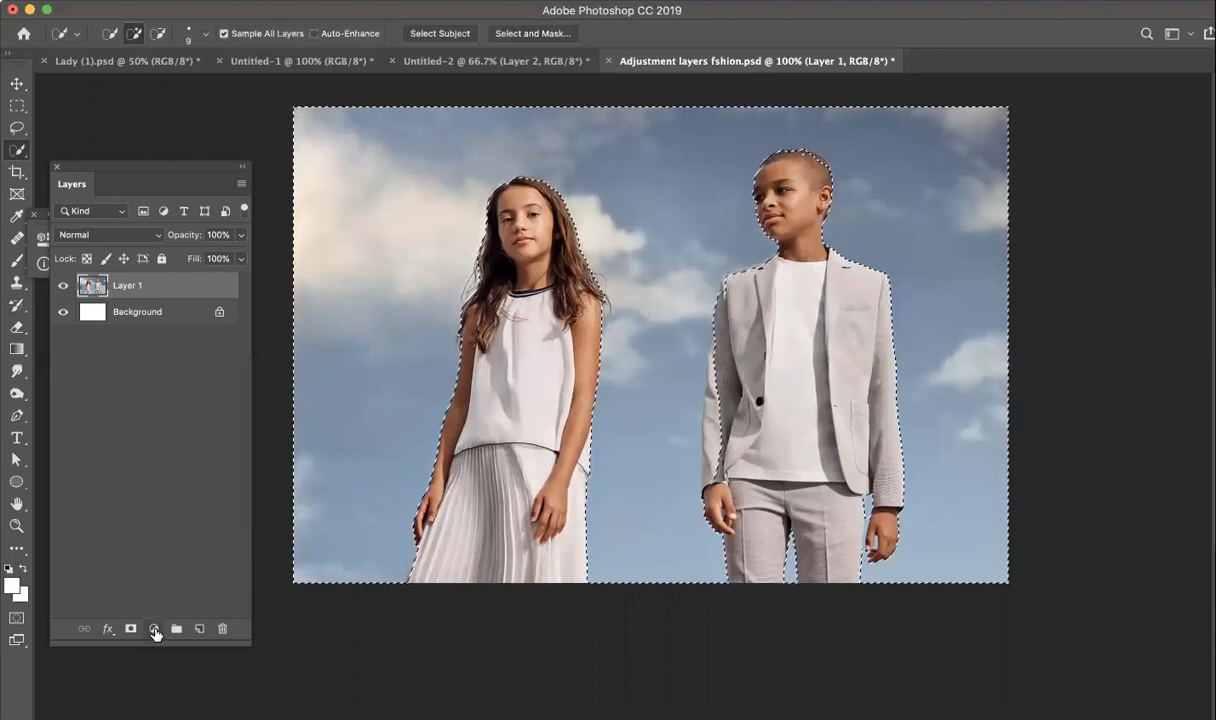 Adobe Photoshop CC 2019
9
Sample All Layers
Auto-Enhance
Select Subject
Select and Mask...
Lady (1).psd @ 50% (RGB/8*) *
Untitled-1 @ 100% (RGB/8*) *
Untitled-2 @ 66.7% (Layer 2, RGB/8*) *
Adjustment layers fshion.psd @ 100% (Layer 1, RGB/8*) *
Layers
Kind
Normal
Opacity: 100%
Lock:
Fill: 100%
Layer 1
Background
fx